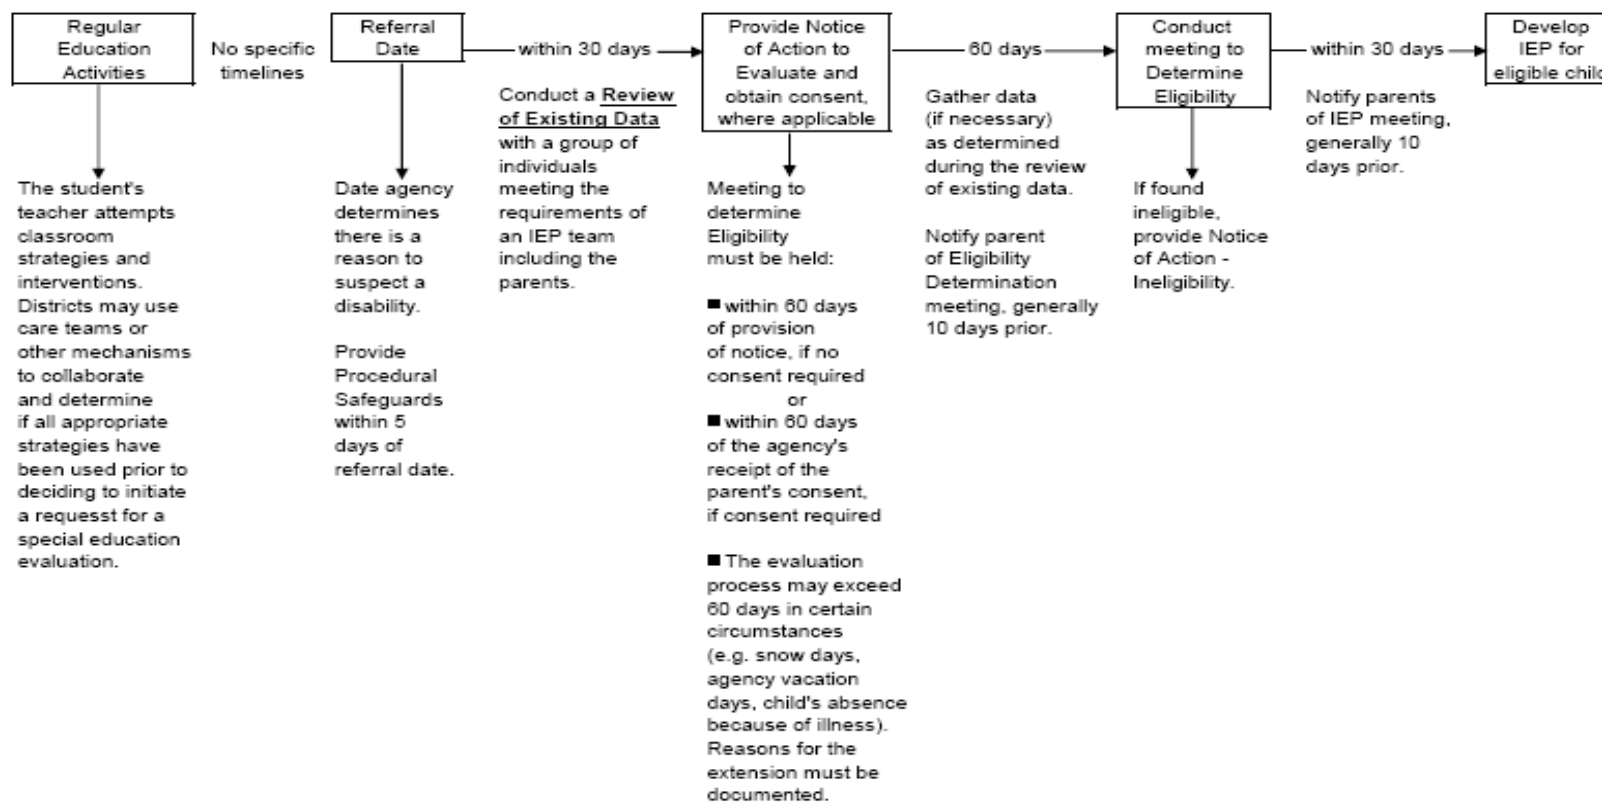 Regular
Education
Activities
No specific
timelines
Referral
Date
within 30 days
Provide Notice
of Action to
Evaluate and
obtain consent,
where applicable
60 days
Conduct
meeting to
Determine
Eligibility
within 30 days
Develop
IEP for
eligible child
The student's
teacher attempts
classroom
strategies and
interventions.
Districts may use
care teams or
other mechanisms
to collaborate
and determine
if all appropriate
strategies have
been used prior to
deciding to initiate
a requesst for a
special education
evaluation.
Date agency
determines
there is a
reason to
suspect a
disability.
Provide
Procedural
Safeguards
within 5
days of
referral date.
Conduct a Review
of Existing Data
with a group of
individuals
meeting the
requirements of
an IEP team
including the
parents.
Meeting to
determine
Eligibility
must be held:
■ within 60 days
of provision
of notice, if no
consent required
or
■ within 60 days
of the agency's
receipt of the
parent's consent,
if consent required
■ The evaluation
process may exceed
60 days in certain
circumstances
(e.g. snow days,
agency vacation
days, child's absence
because of illness).
Reasons for the
extension must be
documented.
Gather data
(if necessary)
as determined
during the review
of existing data.
Notify parent
of Eligibility
Determination
meeting, generally
10 days prior.
If found
ineligible,
provide Notice
of Action -
Ineligibility.
Notify parents
of IEP meeting,
generally 10
days prior.